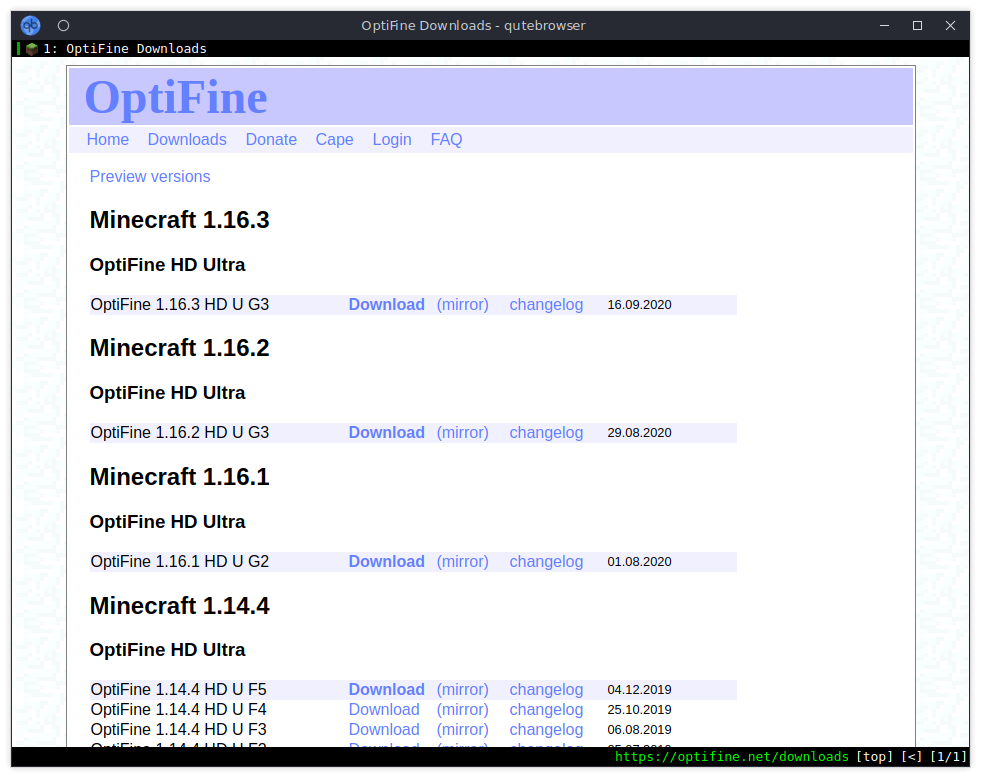 OptiFine Downloads - qutebrowser
1: OptiFine Downloads
OptiFine
Home Downloads Donate Cape Login FAQ
Preview versions
Minecraft 1.16.3
OptiFine HD Ultra
OptiFine 1.16.3 HD U G3 Download (mirror) changelog 16.09.2020
Minecraft 1.16.2
OptiFine HD Ultra
OptiFine 1.16.2 HD U G3 Download (mirror) changelog 29.08.2020
Minecraft 1.16.1
OptiFine HD Ultra
OptiFine 1.16.1 HD U G2 Download (mirror) changelog 01.08.2020
Minecraft 1.14.4
OptiFine HD Ultra
OptiFine 1.14.4 HD U F5 Download (mirror) changelog 04.12.2019
OptiFine 1.14.4 HD U F4 Download (mirror) changelog 25.10.2019
OptiFine 1.14.4 HD U F3 Download (mirror) changelog 06.08.2019
https://optifine.net/downloads [top] [<] [1/1]